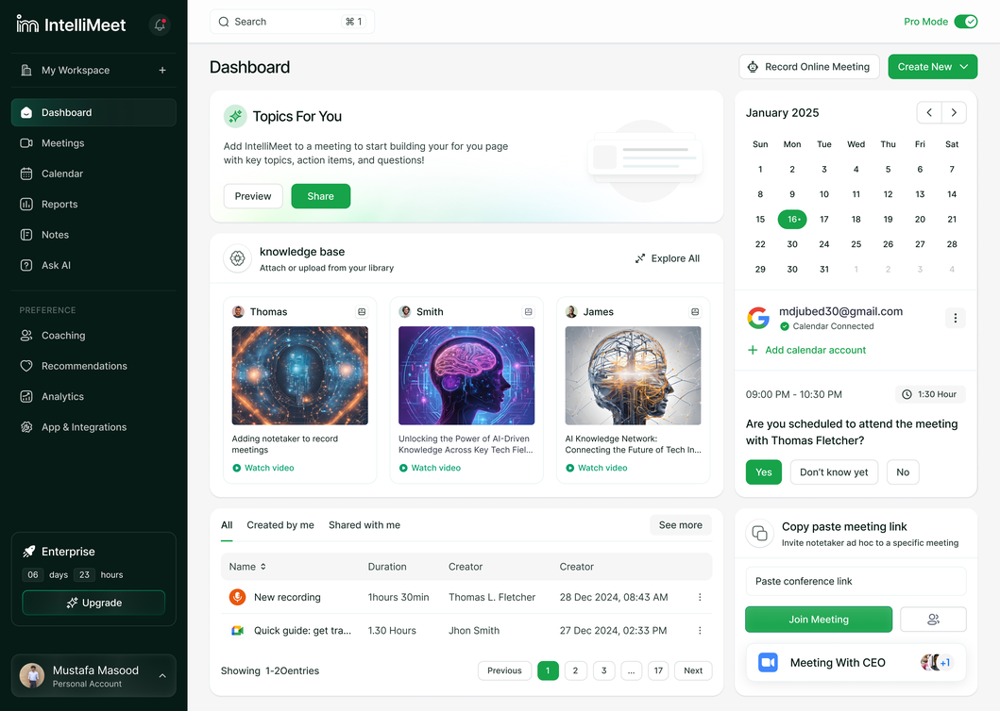 IntelliMeet
My Workspace +
Dashboard
Meetings
Calendar
Reports
Notes
Ask AI
PREFERENCE
Coaching
Recommendations
Analytics
App & Integrations
Enterprise
06 days 23 hours
Upgrade
Mustafa Masood
Personal Account
Search ⌘ 1
Pro Mode
Dashboard
Record Online Meeting
Create New
Topics For You
Add IntelliMeet to a meeting to start building your for you page
with key topics, action items, and questions!
Preview Share
knowledge base
Attach or upload from your library
Explore All
Thomas
Adding notetaker to record
meetings
Watch video
Smith
Unlocking the Power of AI-Driven
Knowledge Across Key Tech Fiel...
Watch video
James
AI Knowledge Network:
Connecting the Future of Tech In...
Watch video
All Created by me Shared with me See more
Name Duration Creator Creator
New recording 1hours 30min Thomas L. Fletcher 28 Dec 2024, 08:43 AM
Quick guide: get tra... 1.30 Hours Jhon Smith 27 Dec 2024, 02:33 PM
Showing 1-20entries
Previous 1 2 3 ... 17 Next
January 2025
Sun Mon Tue Wed Thu Fri Sat
1 2 3 4 5 6 7
8 9 10 11 12 13 14
15 16 17 18 19 20 21
22 30 24 25 26 27 28
29 30 31 1 2 3 4
mdjubed30@gmail.com
Calendar Connected
+ Add calendar account
09:00 PM - 10:30 PM 1:30 Hour
Are you scheduled to attend the meeting
with Thomas Fletcher?
Yes Don't know yet No
Copy paste meeting link
Invite notetaker ad hoc to a specific meeting
Paste conference link
Join Meeting
Meeting With CEO +1